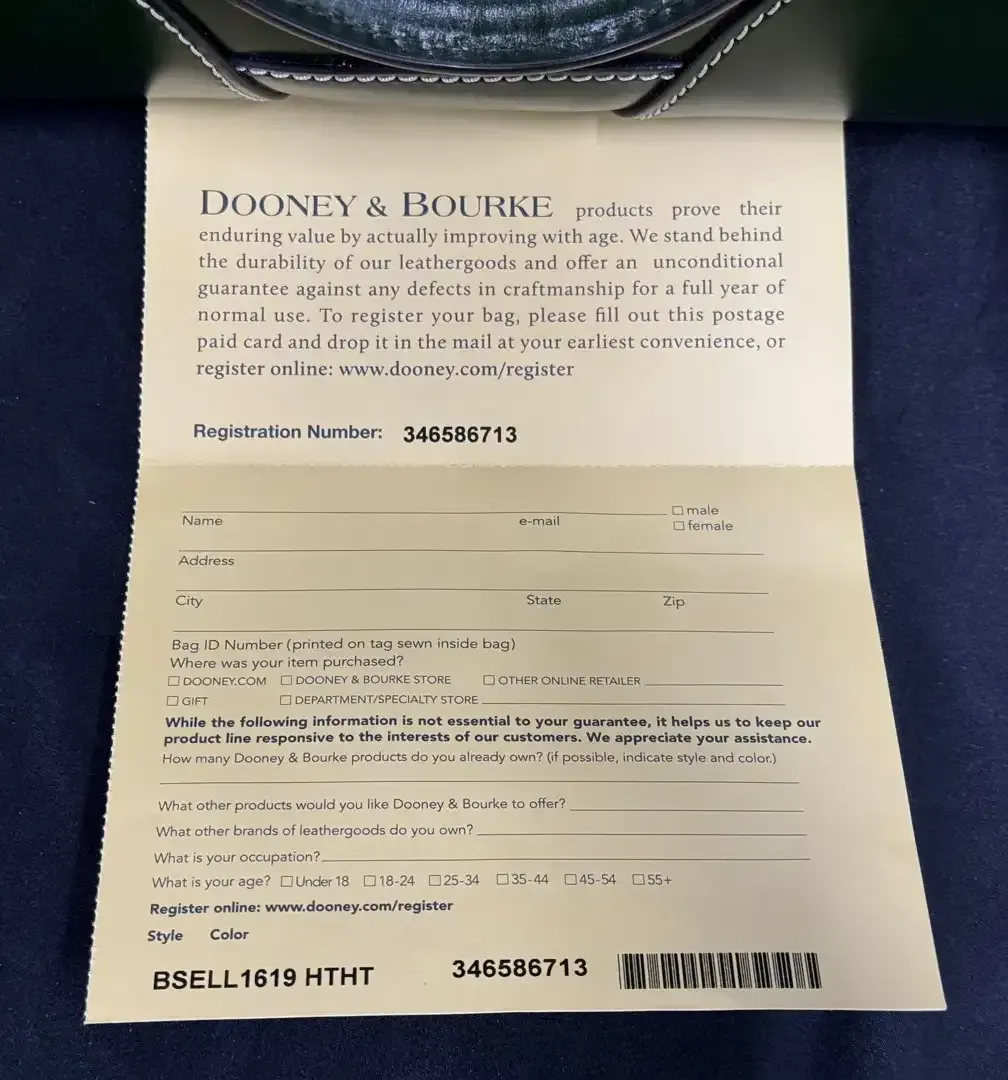 DOONEY & BOURKE products prove their
enduring value by actually improving with age. We stand behind
the durability of our leathergoods and offer an unconditional
guarantee against any defects in craftmanship for a full year of
normal use. To register your bag, please fill out this postage
paid card and drop it in the mail at your earliest convenience, or
register online: www.dooney.com/register
Registration Number: 346586713
☐ male
Name e-mail ☐ female
Address
City State Zip
Bag ID Number (printed on tag sewn inside bag)
Where was your item purchased?
☐ DOONEY.COM ☐ DOONEY & BOURKE STORE ☐ OTHER ONLINE RETAILER
☐ GIFT ☐ DEPARTMENT/SPECIALTY STORE
While the following information is not essential to your guarantee, it helps us to keep our
product line responsive to the interests of our customers. We appreciate your assistance.
How many Dooney & Bourke products do you already own? (if possible, indicate style and color.)
What other products would you like Dooney & Bourke to offer?
What other brands of leathergoods do you own?
What is your occupation?
What is your age? ☐ Under 18 ☐ 18-24 ☐ 25-34 ☐ 35-44 ☐ 45-54 ☐ 55+
Register online: www.dooney.com/register
Style Color
BSELL1619 HTHT 346586713